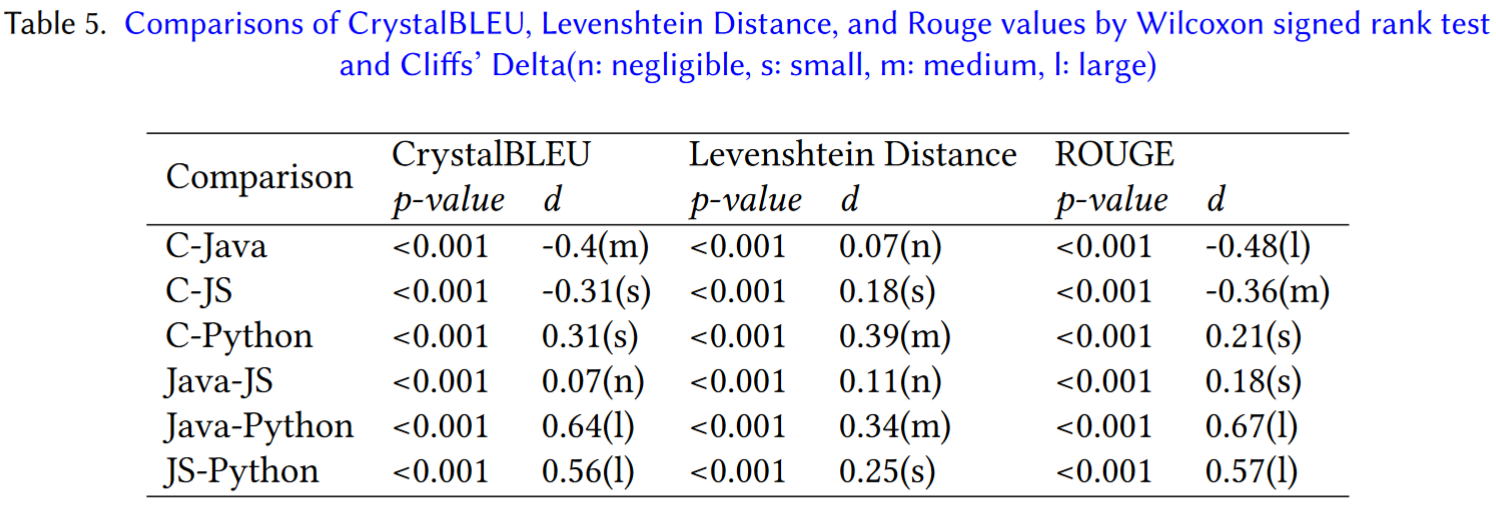 Table 5. Comparisons of CrystalBLEU, Levenshtein Distance, and Rouge values by Wilcoxon signed rank test
and Cliffs' Delta(n: negligible, s: small, m: medium, l: large)
Comparison CrystalBLEU Levenshtein Distance ROUGE
p-value d p-value d p-value d
C-Java <0.001 -0.4(m) <0.001 0.07(n) <0.001 -0.48(l)
C-JS <0.001 -0.31(s) <0.001 0.18(s) <0.001 -0.36(m)
C-Python <0.001 0.31(s) <0.001 0.39(m) <0.001 0.21(s)
Java-JS <0.001 0.07(n) <0.001 0.11(n) <0.001 0.18(s)
Java-Python <0.001 0.64(l) <0.001 0.34(m) <0.001 0.67(l)
JS-Python <0.001 0.56(l) <0.001 0.25(s) <0.001 0.57(l)